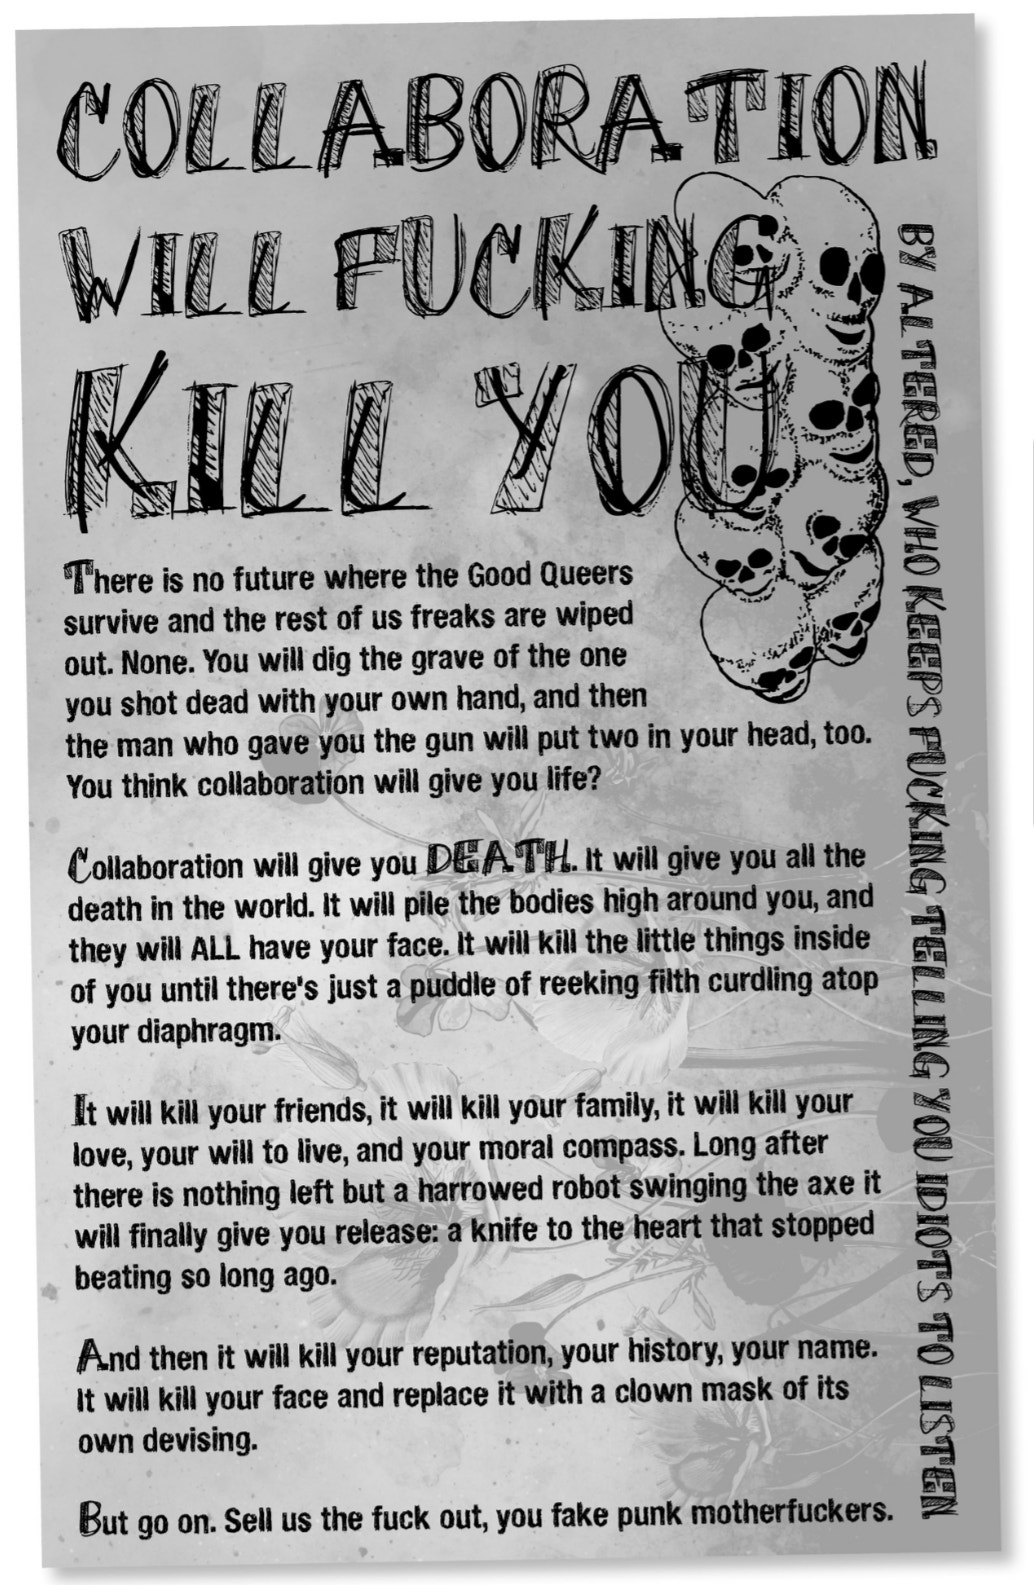 COLLABORATION
WILL FUCKING
KILL YOU
There is no future where the Good Queers
survive and the rest of us freaks are wiped
out. None. You will dig the grave of the one
you shot dead with your own hand, and then
the man who gave you the gun will put two in your head, too.
You think collaboration will give you life?
Collaboration will give you DEATH. It will give you all the
death in the world. It will pile the bodies high around you, and
they will ALL have your face. It will kill the little things inside
of you until there's just a puddle of reeking filth curdling atop
your diaphragm.
It will kill your friends, it will kill your family, it will kill your
love, your will to live, and your moral compass. Long after
there is nothing left but a harrowed robot swinging the axe it
will finally give you release: a knife to the heart that stopped
beating so long ago.
And then it will kill your reputation, your history, your name.
It will kill your face and replace it with a clown mask of its
own devising.
But go on. Sell us the fuck out, you fake punk motherfuckers.
BY ALTERED, WHO KEEPS FUCKING TELLING YOU IDIOTS TO LISTEN